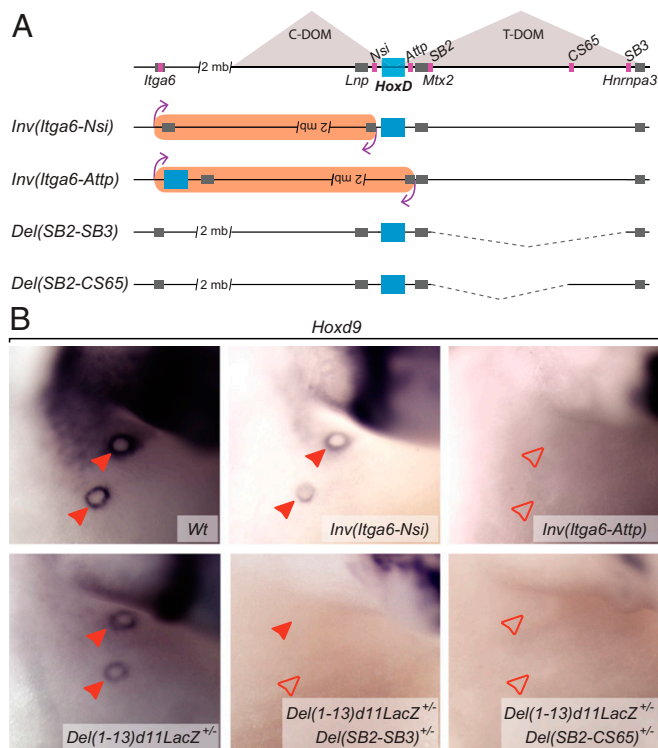 A
C-DOM
T-DOM
Nsi
Attp
SB2
CS65
SB3
/2 mb/
Itga6
Lnp
HoxD
Mtx2
Hnrnpa3
Inv(Itga6-Nsi)
/2 mb/
Inv(Itga6-Attp)
/2 mb/
Del(SB2-SB3)
/2 mb/
Del(SB2-CS65)
/2 mb/
B
Hoxd9
Wt
Inv(Itga6-Nsi)
Inv(Itga6-Attp)
Del(1-13)d11LacZ+/-
Del(1-13)d11LacZ+/-
Del(SB2-SB3)+/-
Del(1-13)d11LacZ+/-
Del(SB2-CS65)+/-